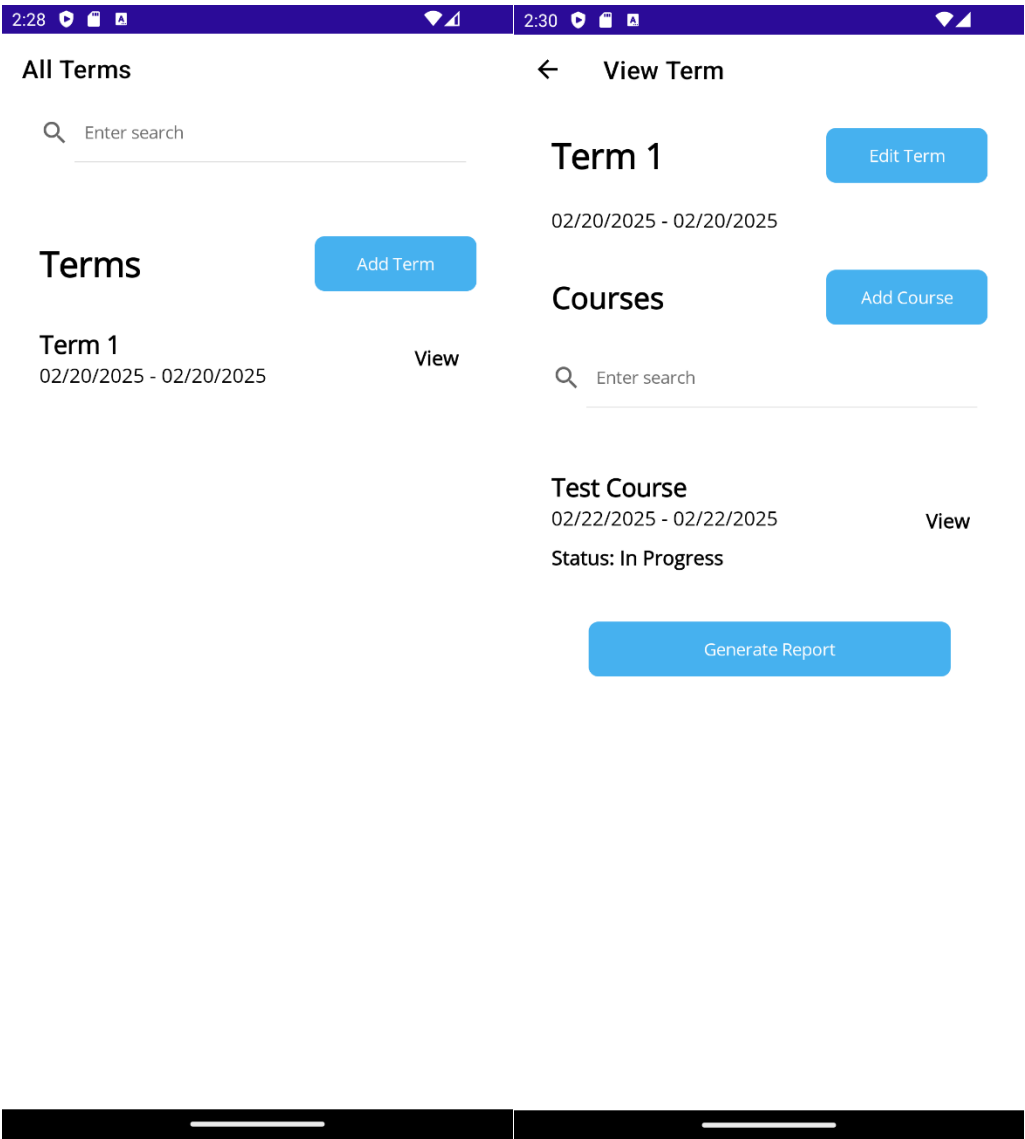 2:28
All Terms
Enter search
Terms
Add Term
Term 1
02/20/2025 - 02/20/2025
View
2:30
View Term
Term 1
Edit Term
02/20/2025 - 02/20/2025
Courses
Add Course
Enter search
Test Course
02/22/2025 - 02/22/2025
View
Status: In Progress
Generate Report